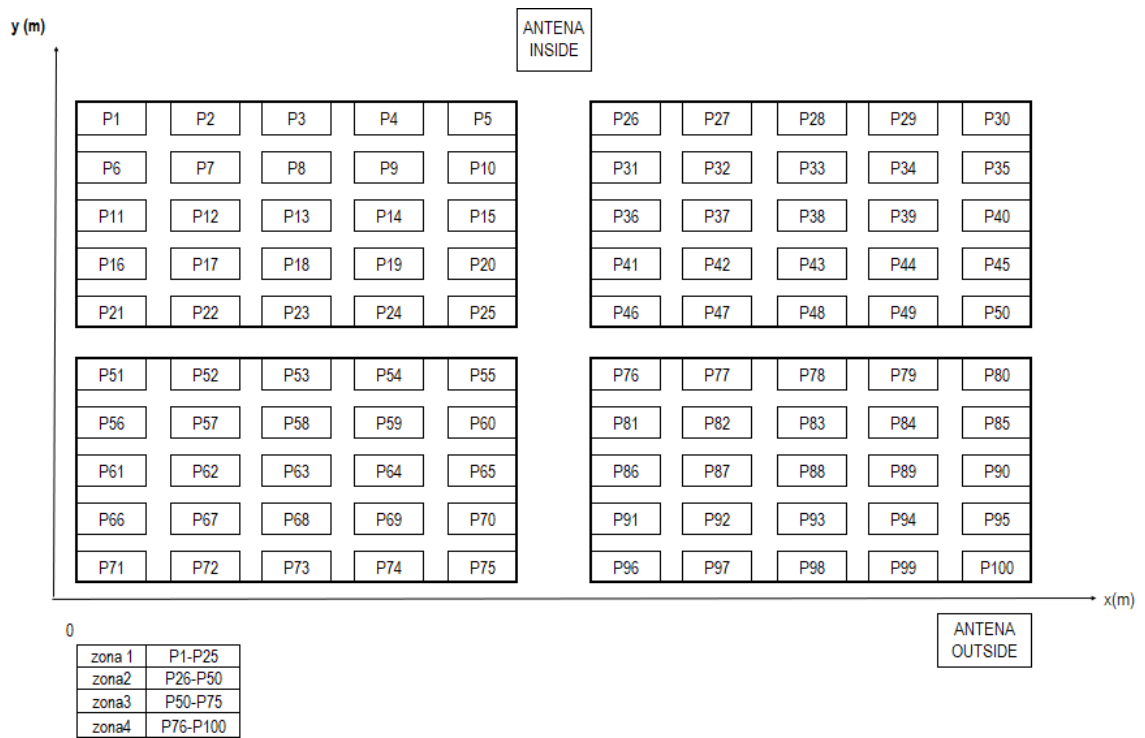 y (m)
ANTENA
INSIDE
P1 P2 P3 P4 P5 P26 P27 P28 P29 P30
P6 P7 P8 P9 P10 P31 P32 P33 P34 P35
P11 P12 P13 P14 P15 P36 P37 P38 P39 P40
P16 P17 P18 P19 P20 P41 P42 P43 P44 P45
P21 P22 P23 P24 P25 P46 P47 P48 P49 P50
P51 P52 P53 P54 P55 P76 P77 P78 P79 P80
P56 P57 P58 P59 P60 P81 P82 P83 P84 P85
P61 P62 P63 P64 P65 P86 P87 P88 P89 P90
P66 P67 P68 P69 P70 P91 P92 P93 P94 P95
P71 P72 P73 P74 P75 P96 P97 P98 P99 P100
x(m)
0
ANTENA
OUTSIDE
zona 1 P1-P25
zona2 P26-P50
zona3 P50-P75
zona4 P76-P100